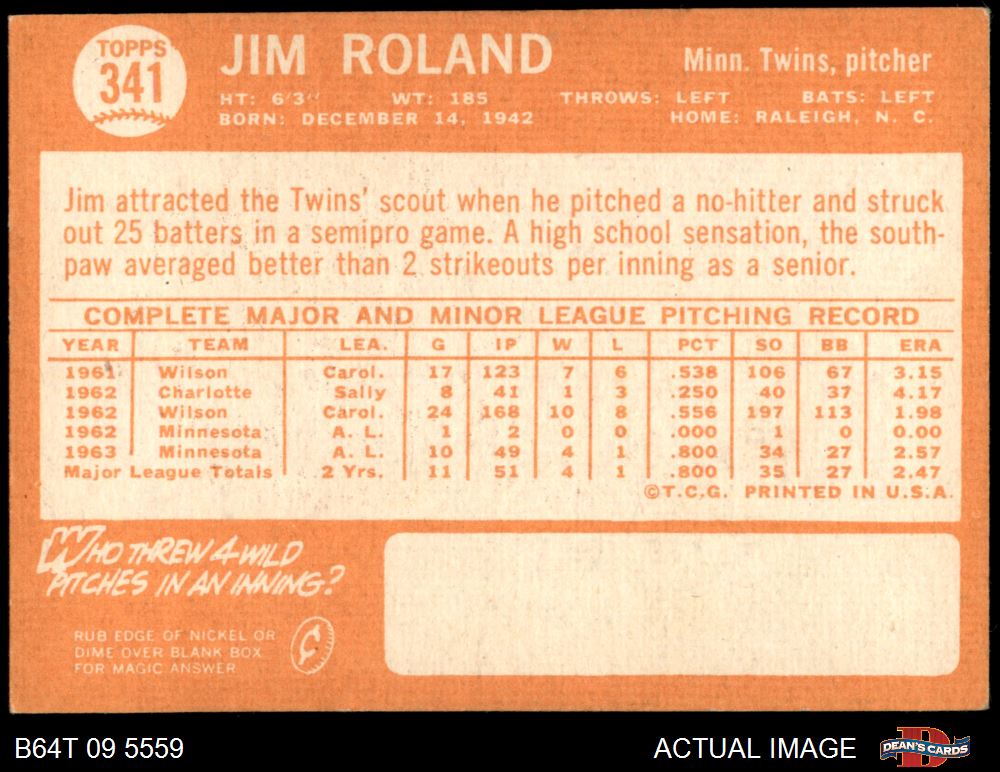 TOPPS
341
JIM ROLAND
Minn. Twins, pitcher
HT: 6'3" WT: 185 THROWS: LEFT BATS: LEFT
BORN: DECEMBER 14, 1942 HOME: RALEIGH, N. C.
Jim attracted the Twins' scout when he pitched a no-hitter and struck
out 25 batters in a semipro game. A high school sensation, the south-
paw averaged better than 2 strikeouts per inning as a senior.
COMPLETE MAJOR AND MINOR LEAGUE PITCHING RECORD
YEAR TEAM LEA. G IP W L PCT SO BB ERA
1961 Wilson Carol. 17 123 7 6 .538 106 67 3.15
1962 Charlotte Sally 8 41 1 3 .250 40 37 4.17
1962 Wilson Carol. 24 168 10 8 .556 197 113 1.98
1962 Minnesota A. L. 1 2 0 0 .000 1 0 0.00
1963 Minnesota A. L. 10 49 4 1 .800 34 27 2.57
Major League Totals 2 Yrs. 11 51 4 1 .800 35 27 2.47
©T.C.G. PRINTED IN U.S.A.
WHO THREW 4 WILD
PITCHES IN AN INNING?
RUB EDGE OF NICKEL OR
DIME OVER BLANK BOX
FOR MAGIC ANSWER
B64T 09 5559
ACTUAL IMAGE
D
DEAN'S CARDS